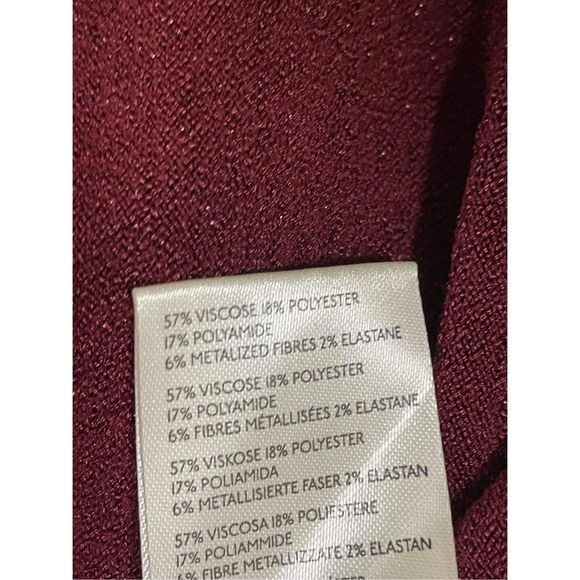 57% VISCOSE 18% POLYESTER
17% POLYAMIDE
6% METALIZED FIBRES 2% ELASTANE
57% VISCOSE 18% POLYESTER
17% POLYAMIDE
6% FIBRES MÉTALLISÉES 2% ELASTANE
57% VISKOSE 18% POLYESTER
17% POLIAMIDA
6% METALLISIERTE FASER 2% ELASTAN
57% VISCOSA 18% POLIESTERE
17% POLIAMMIDE
6% FIBRE METALLIZZATE 2% ELASTAN